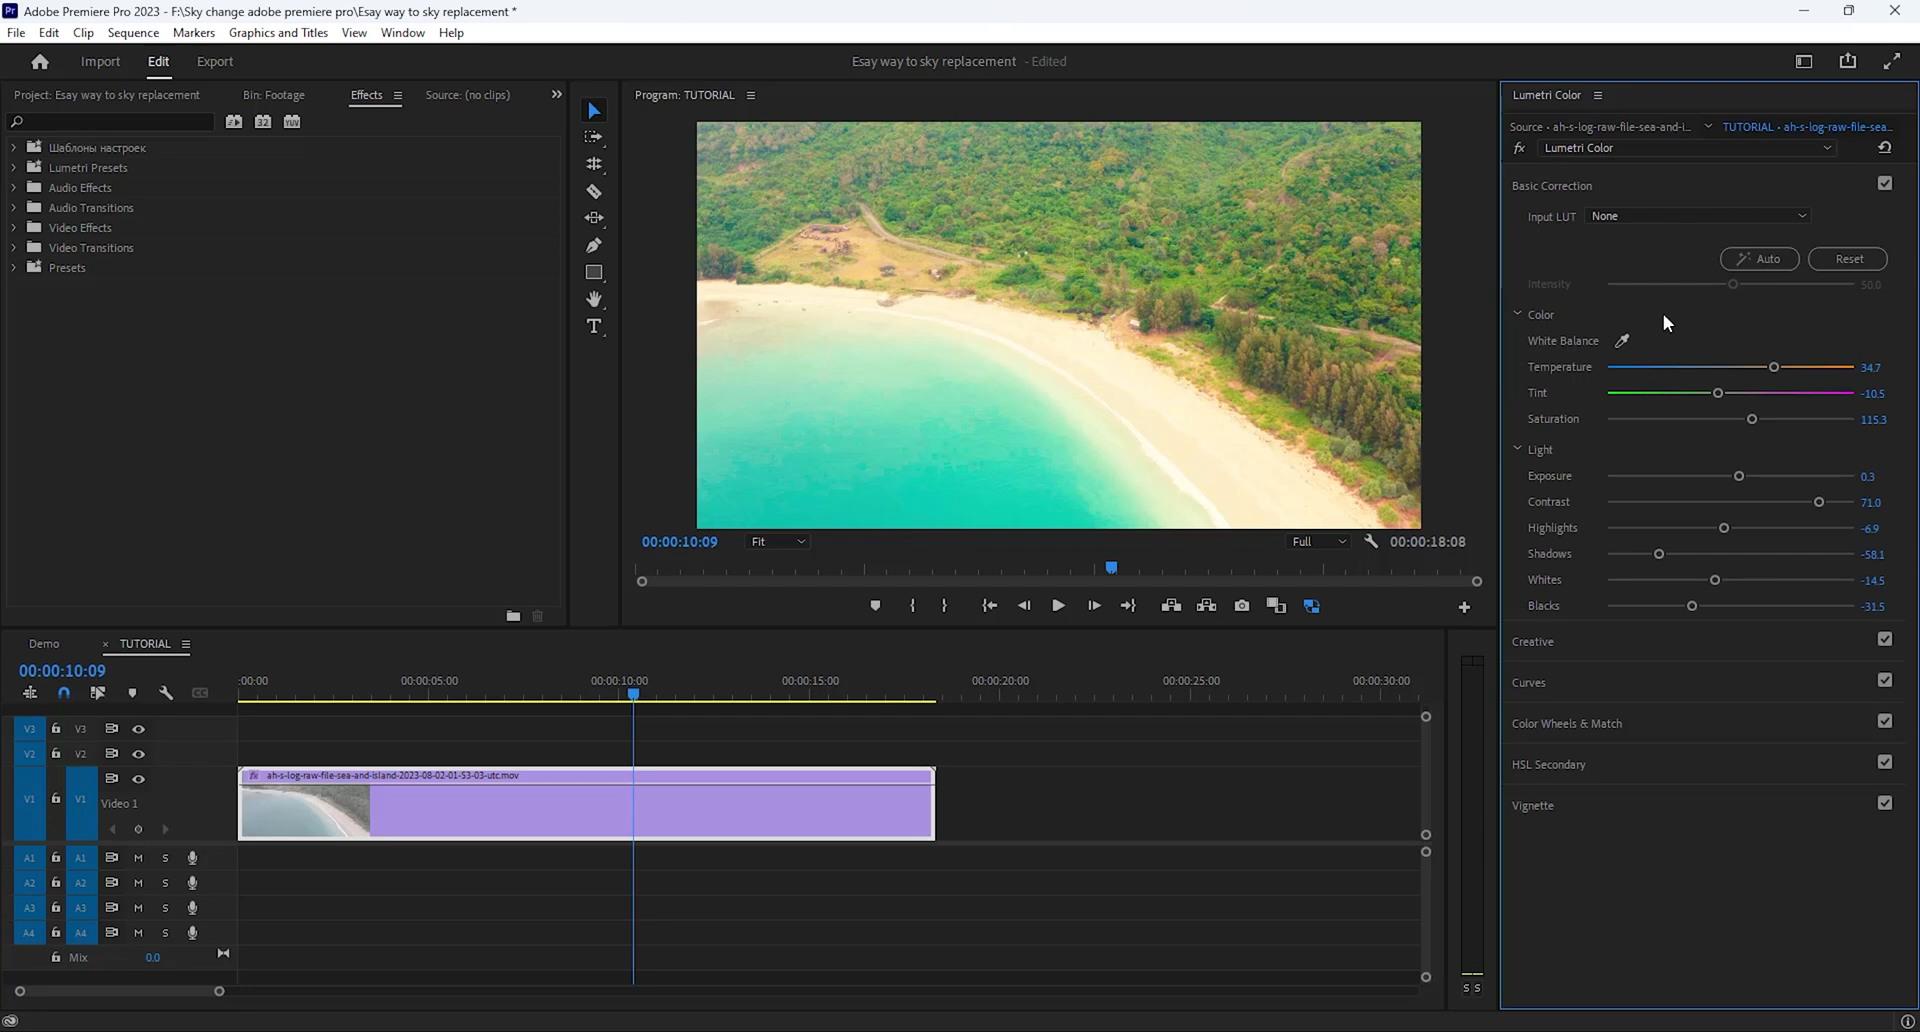 Pr Adobe Premiere Pro 2023 - F:\Sky change adobe premiere pro\Esay way to sky replacement *
File Edit Clip Sequence Markers Graphics and Titles View Window Help
Import Edit Export Esay way to sky replacement - Edited
Project: Esay way to sky replacement Bin: Footage Effects Source: (no clips)
32 YUV
Шаблоны настроек
Lumetri Presets
Audio Effects
Audio Transitions
Video Effects
Video Transitions
Presets
Program: TUTORIAL
00:00:10:09 Fit Full 00:00:18:08
Lumetri Color
Source • ah-s-log-raw-file-sea-and-i... TUTORIAL • ah-s-log-raw-file-sea...
fx Lumetri Color
Basic Correction
Input LUT None
Auto Reset
Intensity 50.0
Color
White Balance
Temperature 34.7
Tint -10.5
Saturation 115.3
Light
Exposure 0.3
Contrast 71.0
Highlights -6.9
Shadows -58.1
Whites -14.5
Blacks -31.5
Creative
Curves
Color Wheels & Match
HSL Secondary
Vignette
Demo × TUTORIAL
00:00:10:09
:00:00 00:00:05:00 00:00:10:00 00:00:15:00 00:00:20:00 00:00:25:00 00:00:30:00
V3 V3
V2 V2
fx ah-s-log-raw-file-sea-and-island-2023-08-02-01-53-03-utc.mov
V1 V1 Video 1
A1 A1 M S
A2 A2 M S
A3 A3 M S
A4 A4 M S
Mix 0.0
S S